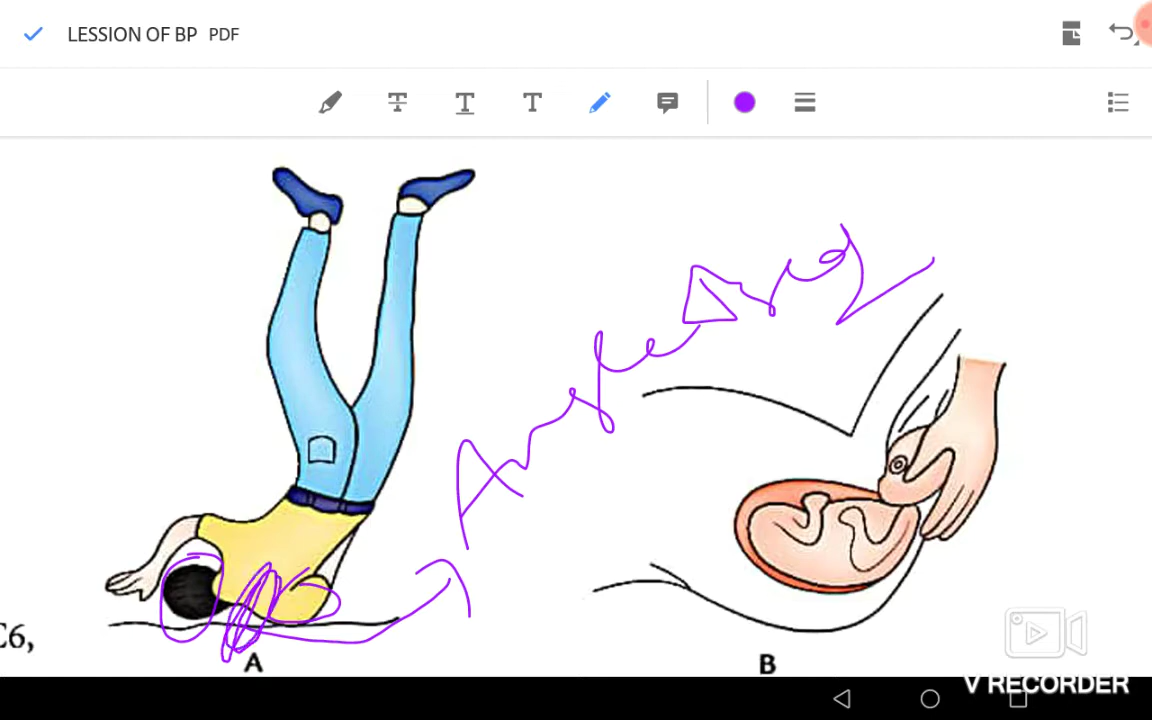 LESSION OF BP PDF
C6,
A
B
V RECORDER